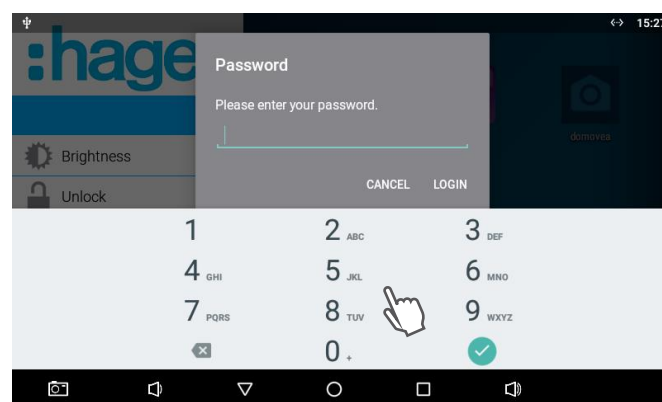 15:27
:hage
Password
Please enter your password.
domovea
Brightness
CANCEL LOGIN
Unlock
1 2 ABC 3 DEF
4 GHI 5 JKL 6 MNO
7 PQRS 8 TUV 9 WXYZ
0 +